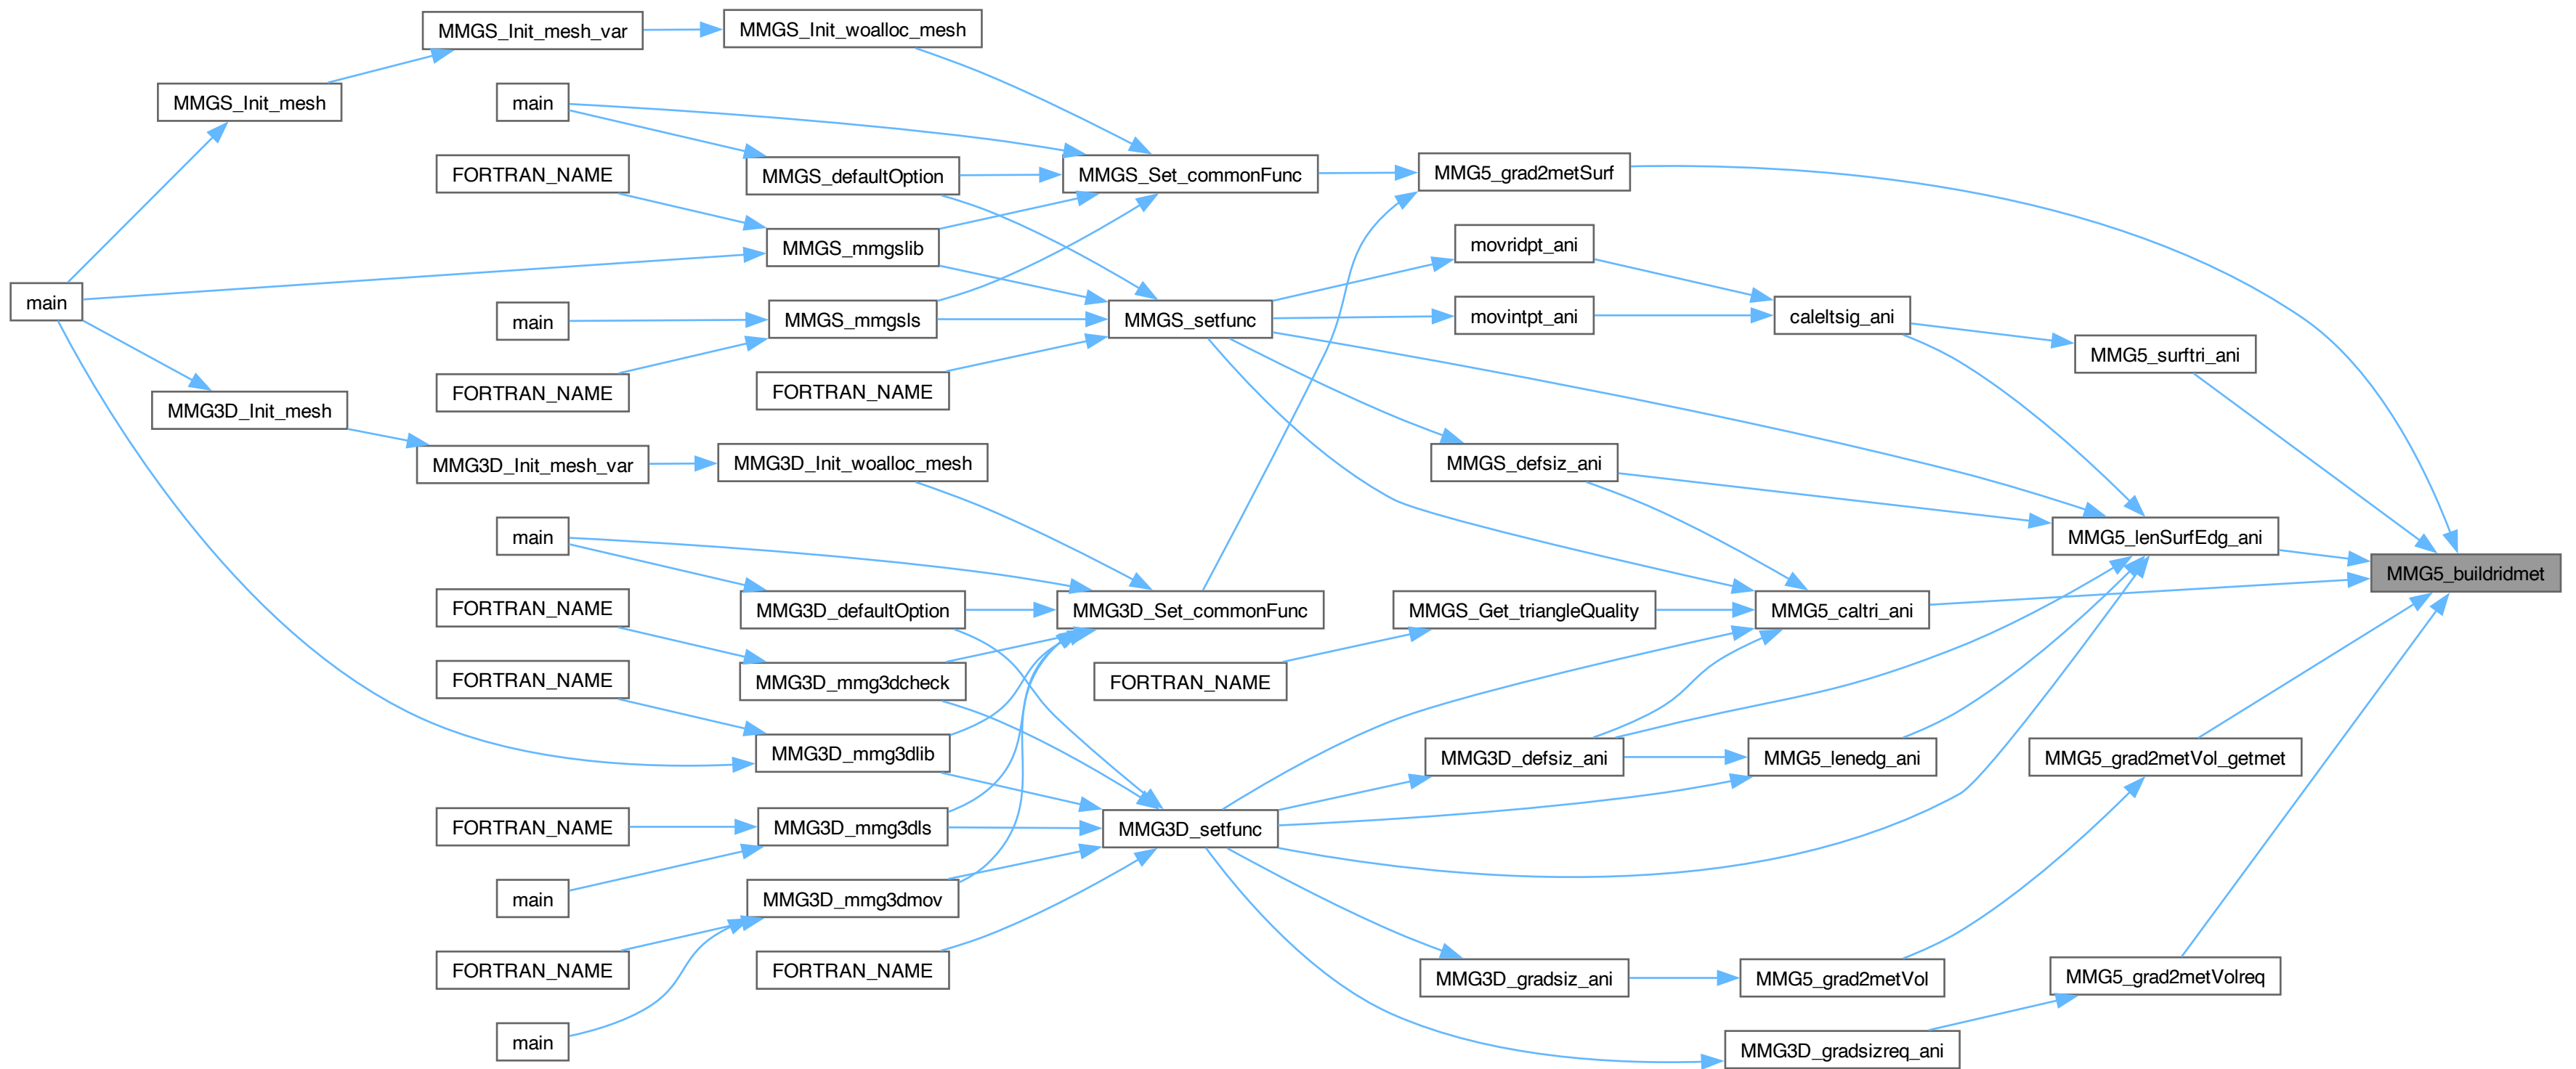 MMGS_Init_mesh_var
MMGS_Init_woalloc_mesh
MMGS_Init_mesh
main
FORTRAN_NAME
MMGS_defaultOption
MMGS_Set_commonFunc
MMG5_grad2metSurf
MMGS_mmgslib
movridpt_ani
main
main
MMGS_mmgsls
MMGS_setfunc
movintpt_ani
caleltsig_ani
MMG5_surftri_ani
FORTRAN_NAME
FORTRAN_NAME
MMG3D_Init_mesh
MMG3D_Init_mesh_var
MMG3D_Init_woalloc_mesh
MMGS_defsiz_ani
main
MMG5_lenSurfEdg_ani
MMG5_buildridmet
FORTRAN_NAME
MMG3D_defaultOption
MMG3D_Set_commonFunc
MMGS_Get_triangleQuality
MMG5_caltri_ani
FORTRAN_NAME
MMG3D_mmg3dcheck
FORTRAN_NAME
MMG3D_mmg3dlib
MMG3D_defsiz_ani
MMG5_lenedg_ani
MMG5_grad2metVol_getmet
FORTRAN_NAME
MMG3D_mmg3dls
MMG3D_setfunc
main
MMG3D_mmg3dmov
FORTRAN_NAME
FORTRAN_NAME
MMG3D_gradsiz_ani
MMG5_grad2metVol
MMG5_grad2metVolreq
main
MMG3D_gradsizreq_ani